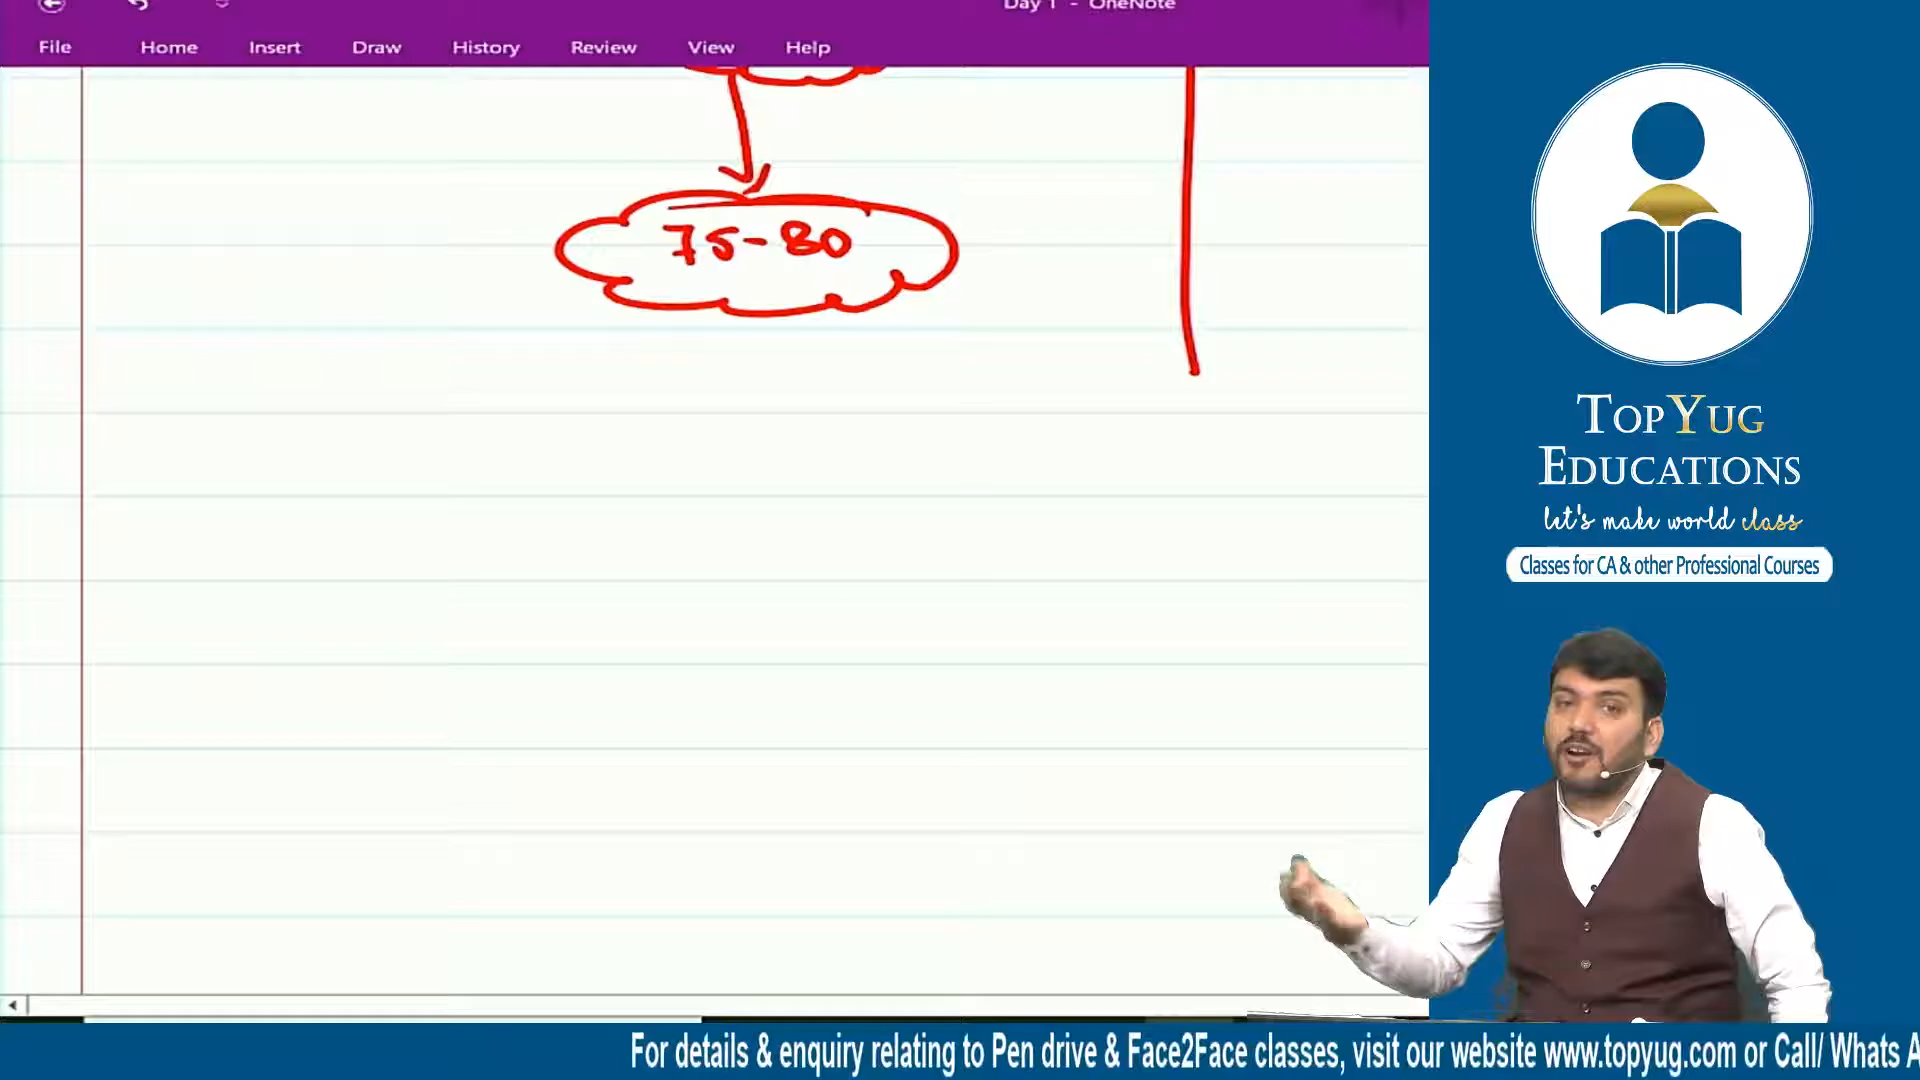 Day 1 - OneNote
File Home Insert Draw History Review View Help
75-80
TOPYUG
EDUCATIONS
let's make world class
Classes for CA & other Professional Courses
For details & enquiry relating to Pen drive & Face2Face classes, visit our website www.topyug.com or Call/ Whats A